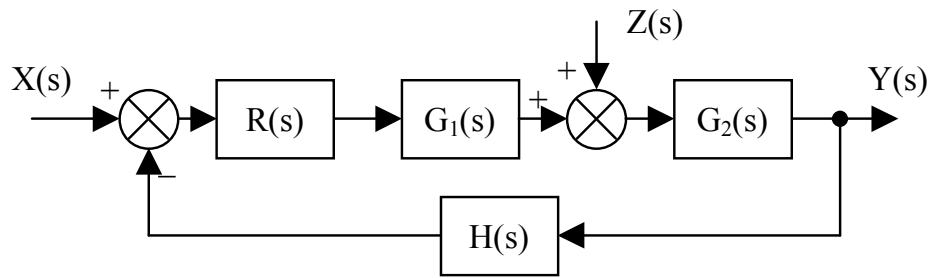 Z(s)
X(s)
Y(s)
+
+
+
R(s)
G₁(s)
G₂(s)
−
H(s)